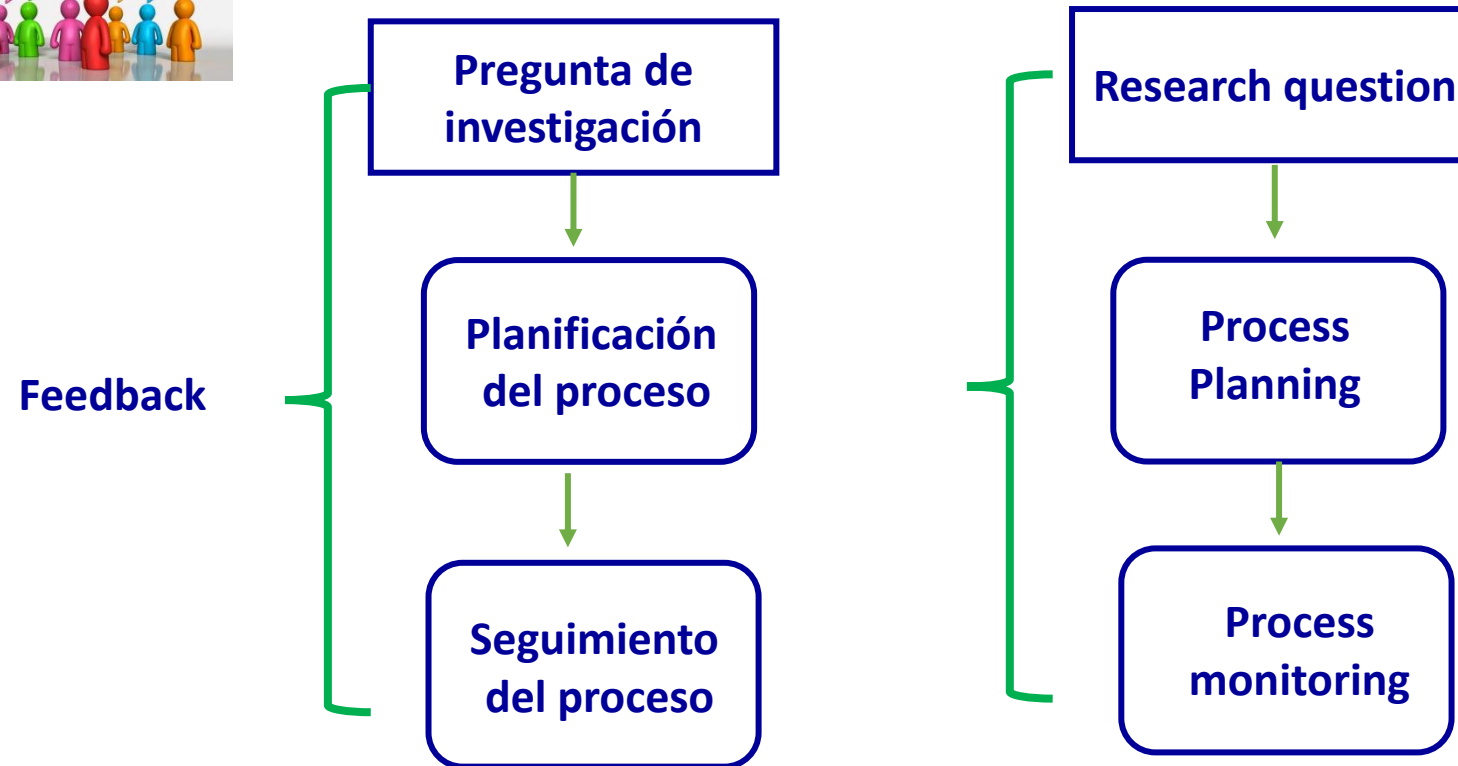 Pregunta de
investigación
Planificación
del proceso
Seguimiento
del proceso
Feedback
Research question
Process
Planning
Process
monitoring